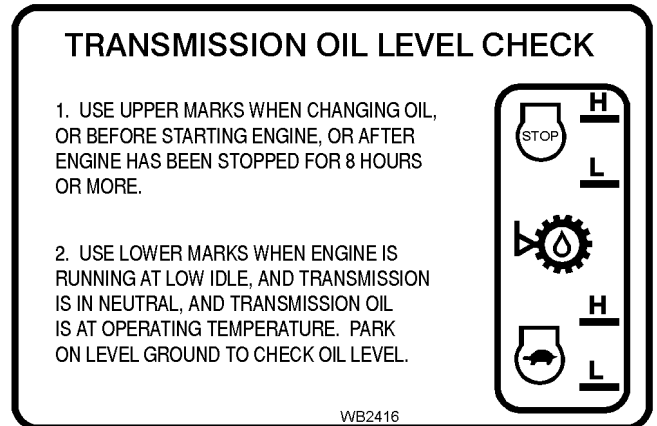 TRANSMISSION OIL LEVEL CHECK
1. USE UPPER MARKS WHEN CHANGING OIL,
OR BEFORE STARTING ENGINE, OR AFTER
ENGINE HAS BEEN STOPPED FOR 8 HOURS
OR MORE.
2. USE LOWER MARKS WHEN ENGINE IS
RUNNING AT LOW IDLE, AND TRANSMISSION
IS IN NEUTRAL, AND TRANSMISSION OIL
IS AT OPERATING TEMPERATURE. PARK
ON LEVEL GROUND TO CHECK OIL LEVEL.
H
STOP
L
H
L
WB2416